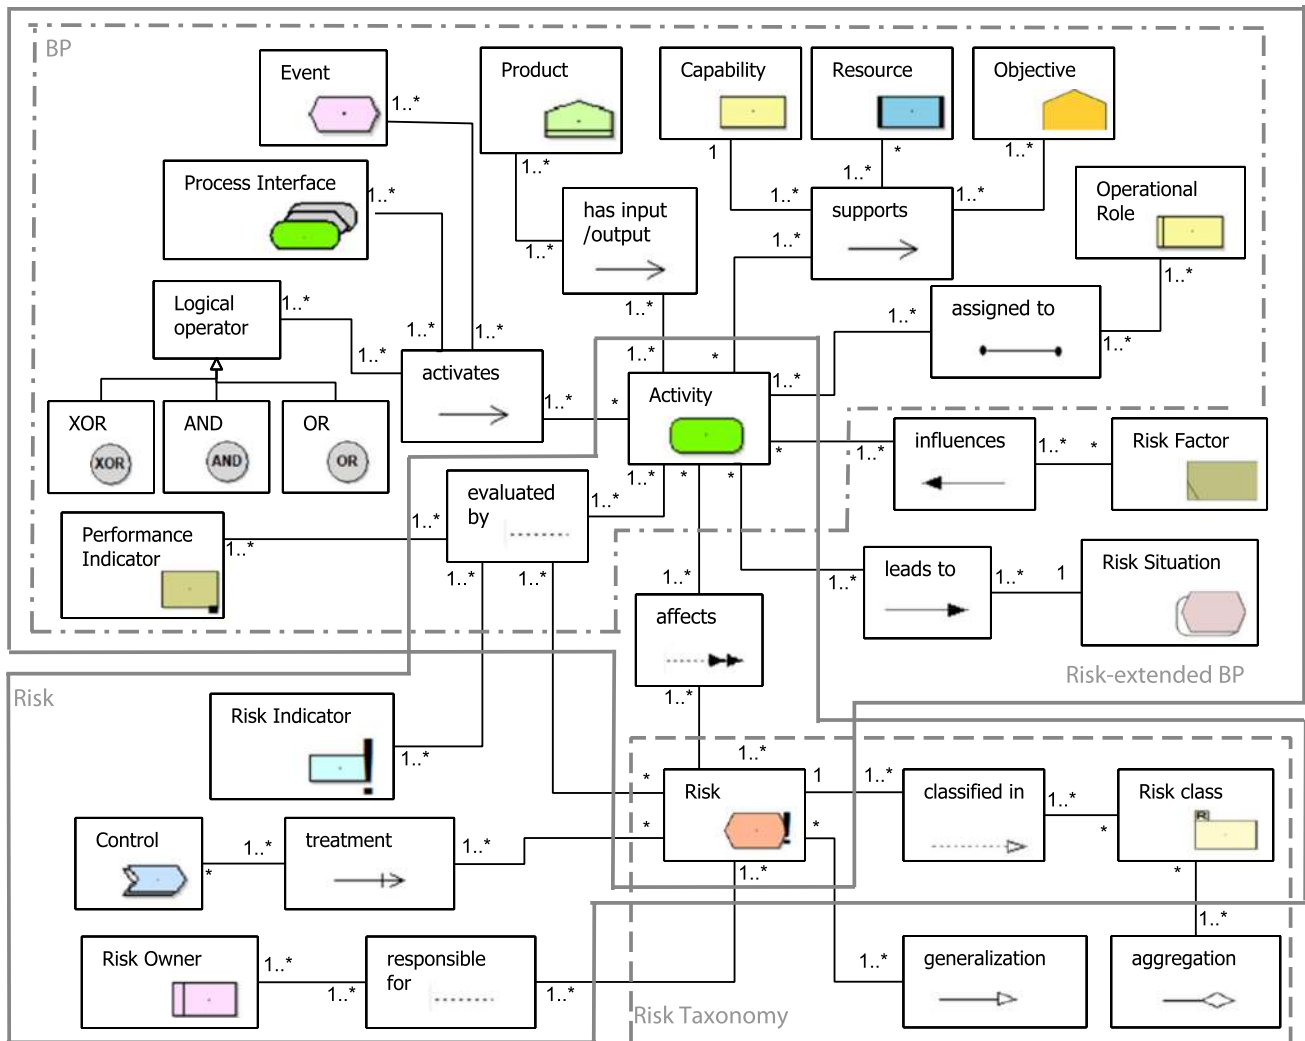 BP
Event
1..*
Product
1..*
Capability
1
Resource
*
Objective
1..*
Process Interface
1..*
has input
/output
1..*
1..*
supports
1..*
1..*
1..*
1..*
Operational
Role
1..*
Logical
operator
1..*
1..*
1..*
1..*
activates
1..*
*
assigned to
1..*
1..*
XOR
XOR
AND
AND
OR
OR
Activity
1..*
*
1..*
*
1..*
*
*
influences
1..*
1..*
*
Risk Factor
evaluated
by
1..*
1..*
1..*
1..*
Performance
Indicator
1..*
leads to
1..*
1..*
1
Risk Situation
affects
1..*
1..*
Risk-extended BP
Risk
Risk Indicator
1..*
Risk
1..*
*
*
1
*
1..*
classified in
1..*
1..*
*
Risk class
R
*
Control
*
treatment
1..*
1..*
Risk Owner
1..*
responsible
for
1..*
1..*
generalization
1..*
aggregation
1..*
Risk Taxonomy